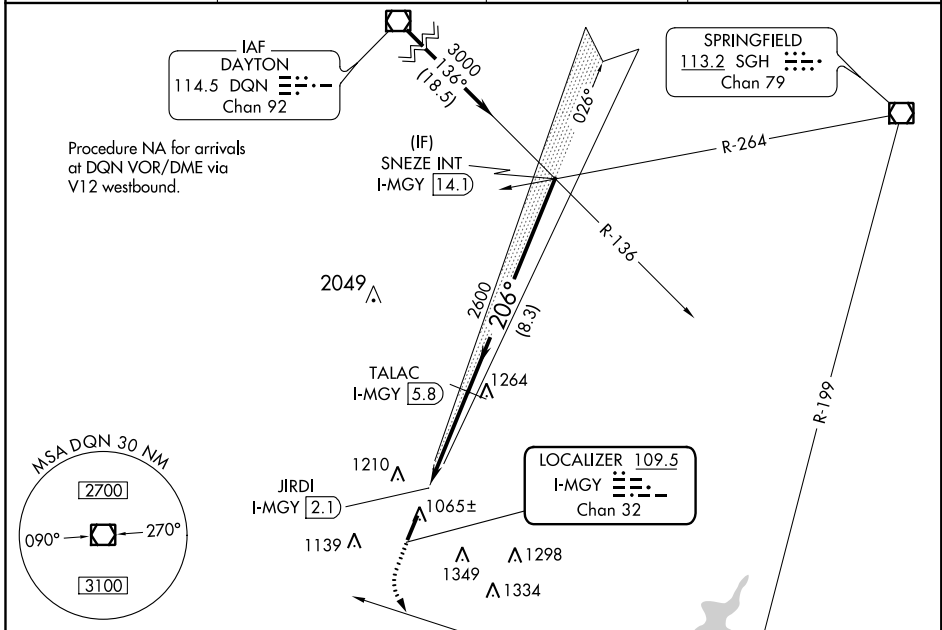 IAF
DAYTON
114.5 DQN
Chan 92
3000
136°
(18.5)
026°
SPRINGFIELD
113.2 SGH
Chan 79
Procedure NA for arrivals
at DQN VOR/DME via
V12 westbound.
(IF)
SNEZE INT
I-MGY 14.1
R-264
R-136
2049
2600
206°
(8.3)
TALAC
I-MGY 5.8
1264
R-199
MSA DQN 30 NM
2700
090°
270°
3100
1210
JIRDI
I-MGY 2.1
1065±
1139
LOCALIZER 109.5
I-MGY
Chan 32
1349
1298
1334